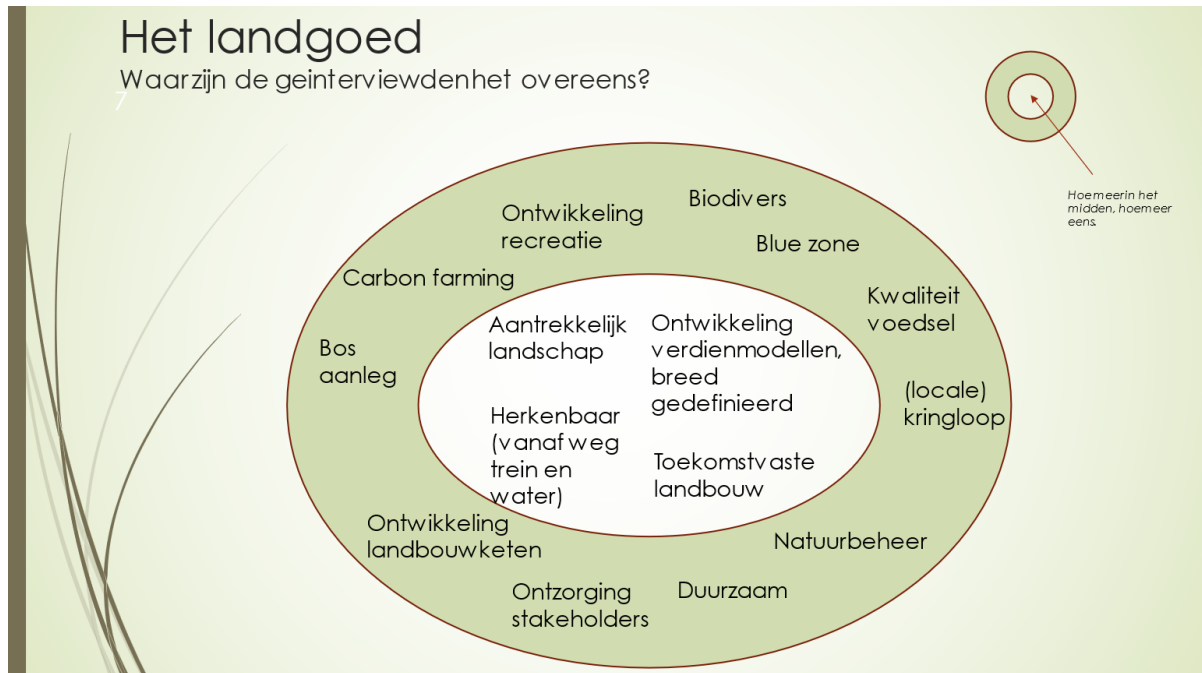 Het landgoed
Waarzijn de geinterviewdenhet overeens?
7
Hoemeerin het
midden, hoemeer
eens.
Biodivers
Ontwikkeling
recreatie
Blue zone
Carbon farming
Kwaliteit
voedsel
Aantrekkelijk
landschap
Ontwikkeling
verdienmodellen,
breed
gedefinieerd
Bos
aanleg
(locale)
kringloop
Herkenbaar
(vanaf weg
trein en
water)
Toekomstvaste
landbouw
Ontwikkeling
landbouwketen
Natuurbeheer
Ontzorging
stakeholders
Duurzaam